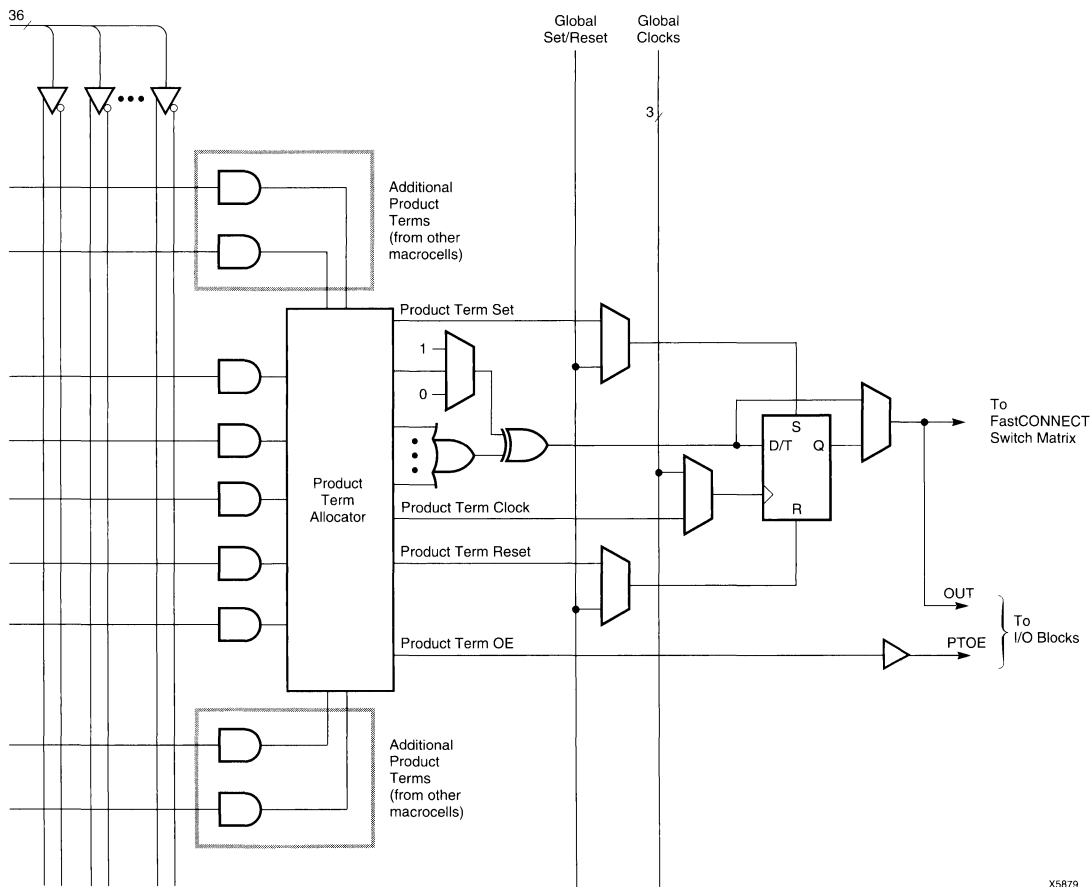 36
Global
Set/Reset
Global
Clocks
3
Additional
Product
Terms
(from other
macrocells)
Product Term Set
1
0
Product
Term
Allocator
S
D/T
Q
R
To
FastCONNECT
Switch Matrix
Product Term Clock
Product Term Reset
OUT
To
I/O Blocks
PTOE
Product Term OE
Additional
Product
Terms
(from other
macrocells)
X5879